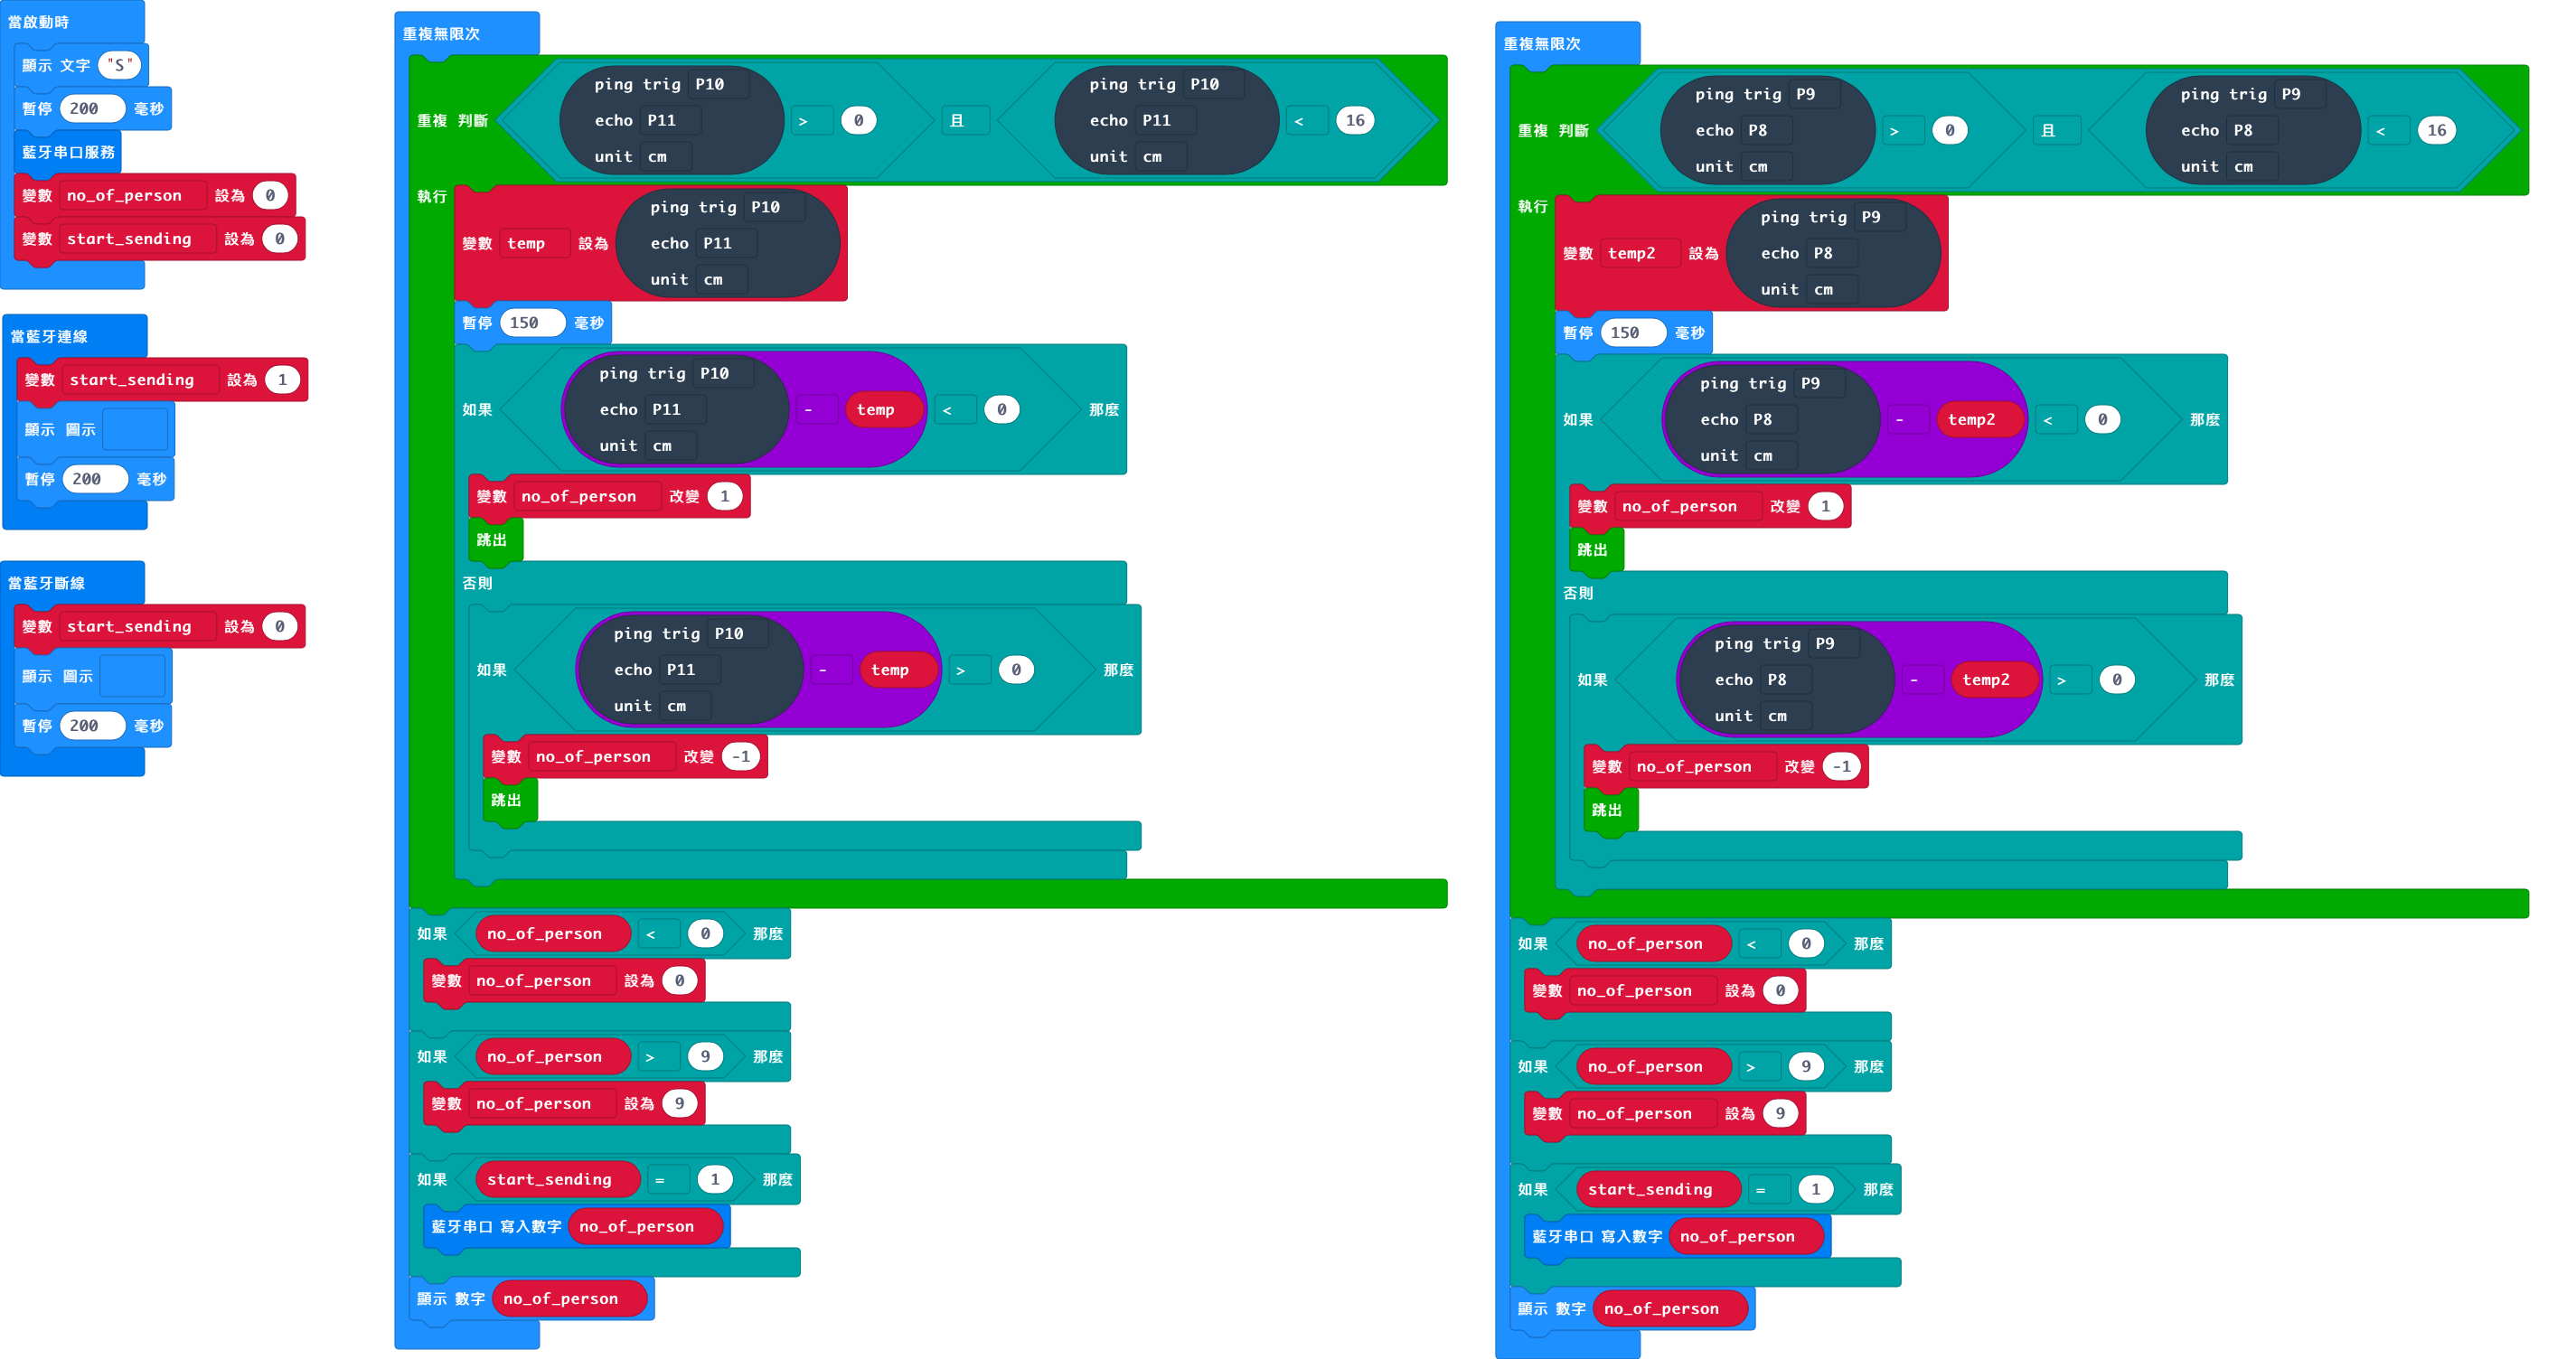 當啟動時
顯示 文字 "S"
暫停 200 毫秒
藍牙串口服務
變數 no_of_person 設為 0
變數 start_sending 設為 0
當藍牙連線
變數 start_sending 設為 1
顯示 圖示
暫停 200 毫秒
當藍牙斷線
變數 start_sending 設為 0
顯示 圖示
暫停 200 毫秒
重複無限次
ping trig P10 ping trig P10
重複 判斷 echo P11 > 0 且 echo P11 < 16
unit cm unit cm
執行
ping trig P10
變數 temp 設為 echo P11
unit cm
暫停 150 毫秒
ping trig P10
如果 echo P11 - temp < 0 那麼
unit cm
變數 no_of_person 改變 1
跳出
否則
ping trig P10
如果 echo P11 - temp > 0 那麼
unit cm
變數 no_of_person 改變 -1
跳出
如果 no_of_person < 0 那麼
變數 no_of_person 設為 0
如果 no_of_person > 9 那麼
變數 no_of_person 設為 9
如果 start_sending = 1 那麼
藍牙串口 寫入數字 no_of_person
顯示 數字 no_of_person
重複無限次
ping trig P9 ping trig P9
重複 判斷 echo P8 > 0 且 echo P8 < 16
unit cm unit cm
執行
ping trig P9
變數 temp2 設為 echo P8
unit cm
暫停 150 毫秒
ping trig P9
如果 echo P8 - temp2 < 0 那麼
unit cm
變數 no_of_person 改變 1
跳出
否則
ping trig P9
如果 echo P8 - temp2 > 0 那麼
unit cm
變數 no_of_person 改變 -1
跳出
如果 no_of_person < 0 那麼
變數 no_of_person 設為 0
如果 no_of_person > 9 那麼
變數 no_of_person 設為 9
如果 start_sending = 1 那麼
藍牙串口 寫入數字 no_of_person
顯示 數字 no_of_person